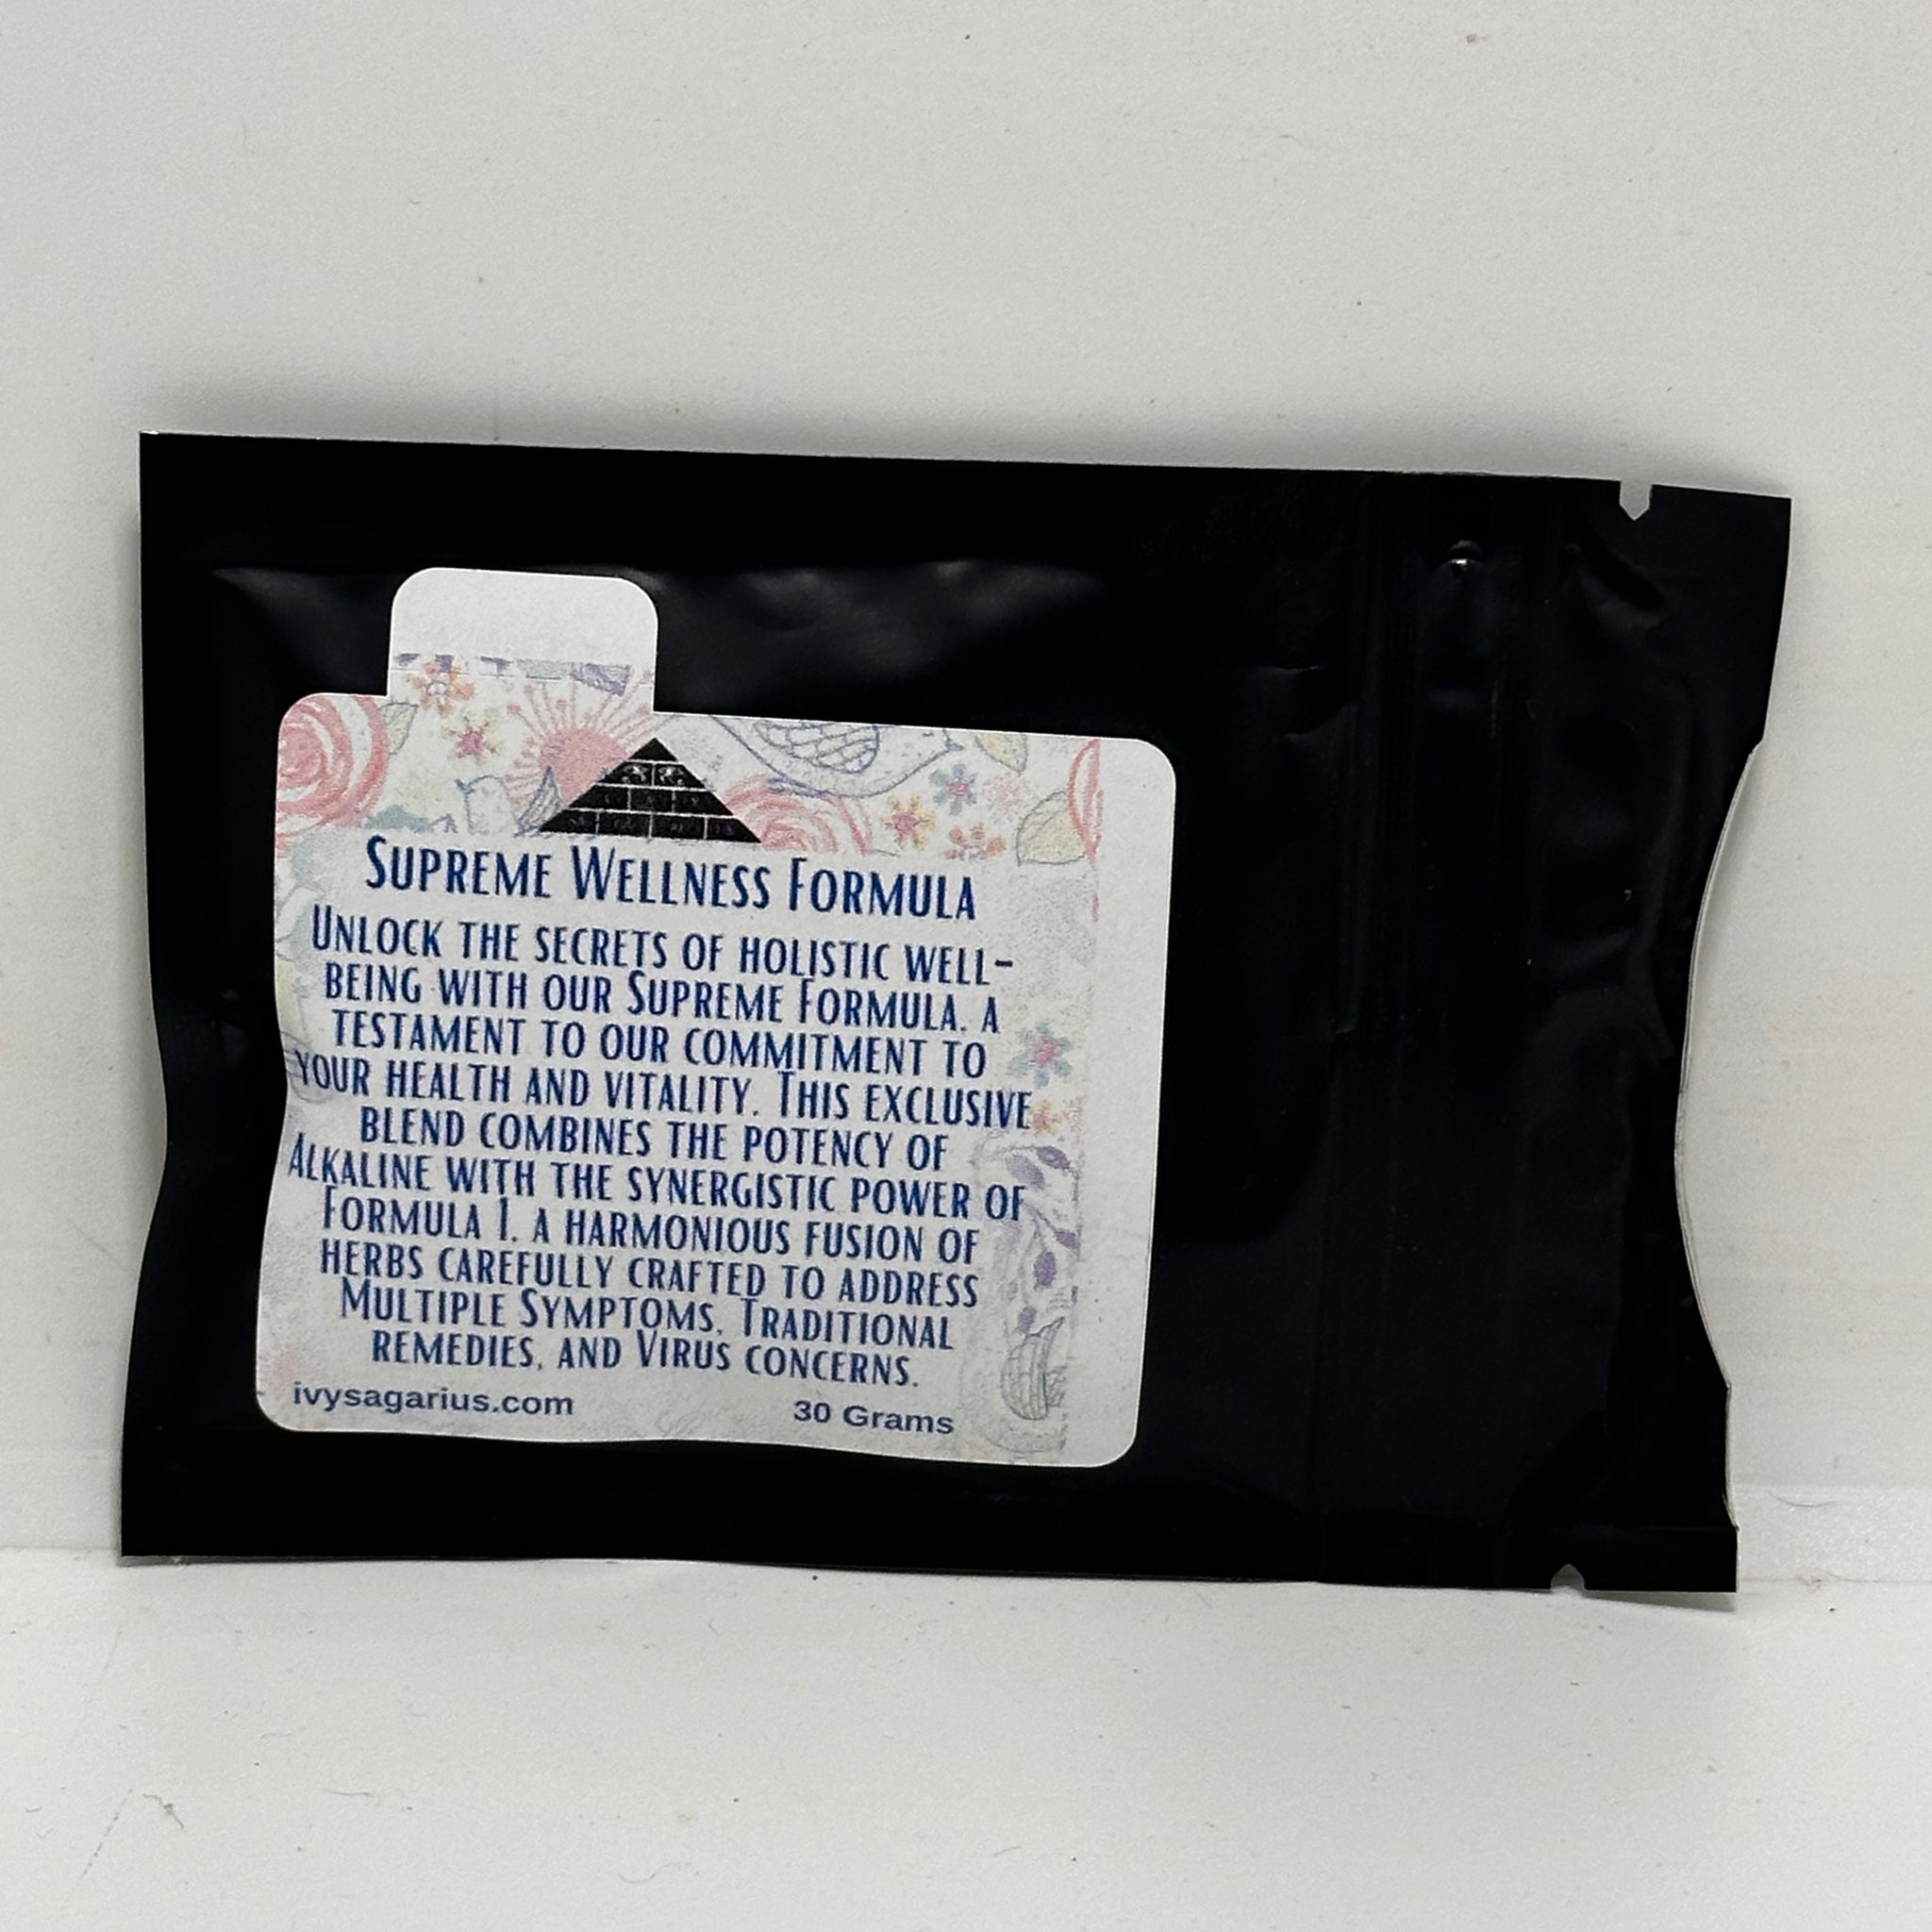 Supreme Wellness Formula
Unlock the secrets of holistic well-
being with our Supreme Formula. A
testament to our commitment to
your health and vitality. This exclusive
blend combines the potency of
Alkaline with the synergistic power of
Formula 1. A harmonious fusion of
herbs carefully crafted to address
Multiple Symptoms, Traditional
remedies, and Virus concerns.
ivysagarius.com 30 Grams